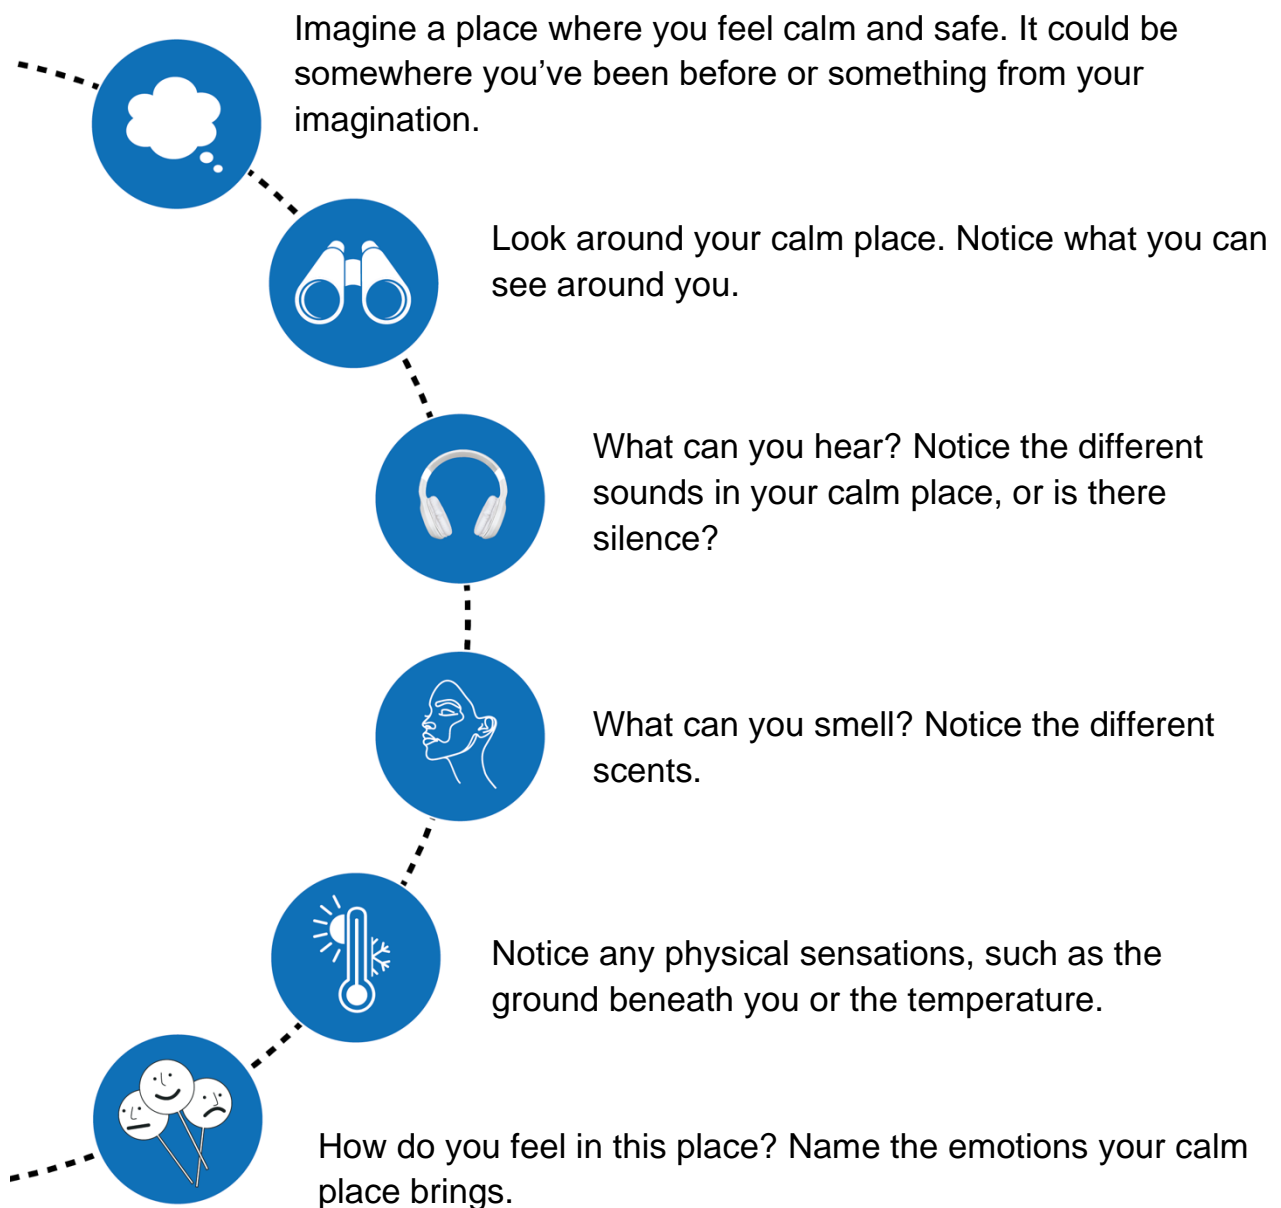 Imagine a place where you feel calm and safe. It could be
somewhere you’ve been before or something from your
imagination.
Look around your calm place. Notice what you can
see around you.
What can you hear? Notice the different
sounds in your calm place, or is there
silence?
What can you smell? Notice the different
scents.
Notice any physical sensations, such as the
ground beneath you or the temperature.
How do you feel in this place? Name the emotions your calm
place brings.